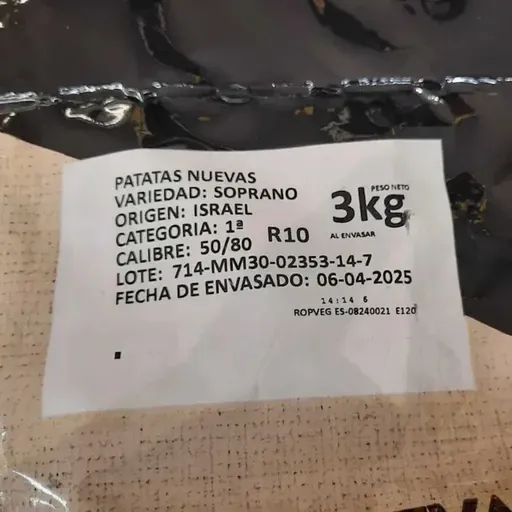 PATATAS NUEVAS
VARIEDAD: SOPRANO
ORIGEN: ISRAEL
CATEGORIA: 1ª
CALIBRE: 50/80 R10
PESO NETO
3kg
AL ENVASAR
LOTE: 714-MM30-02353-14-7
FECHA DE ENVASADO: 06-04-2025
14:14 6
ROPVEG ES-08240021 E120